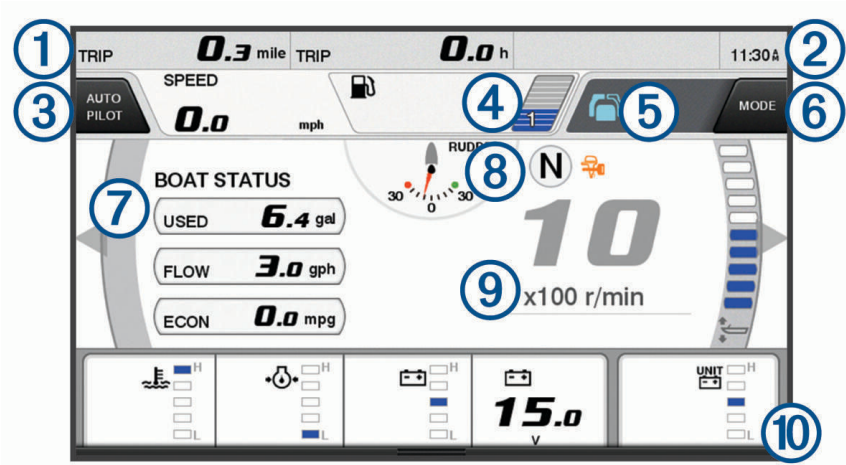 1 TRIP 0.3 mile TRIP 0.0 h 11:30A 2
3 AUTO PILOT SPEED 0.0 mph 4 1 5 MODE 6
RUDD 8 N
30 0 30
7 BOAT STATUS
USED 6.4 gal
FLOW 3.0 gph
ECON 0.0 mpg
10
9 x100 r/min
H H H UNIT H
15.0
V
L L L L 10